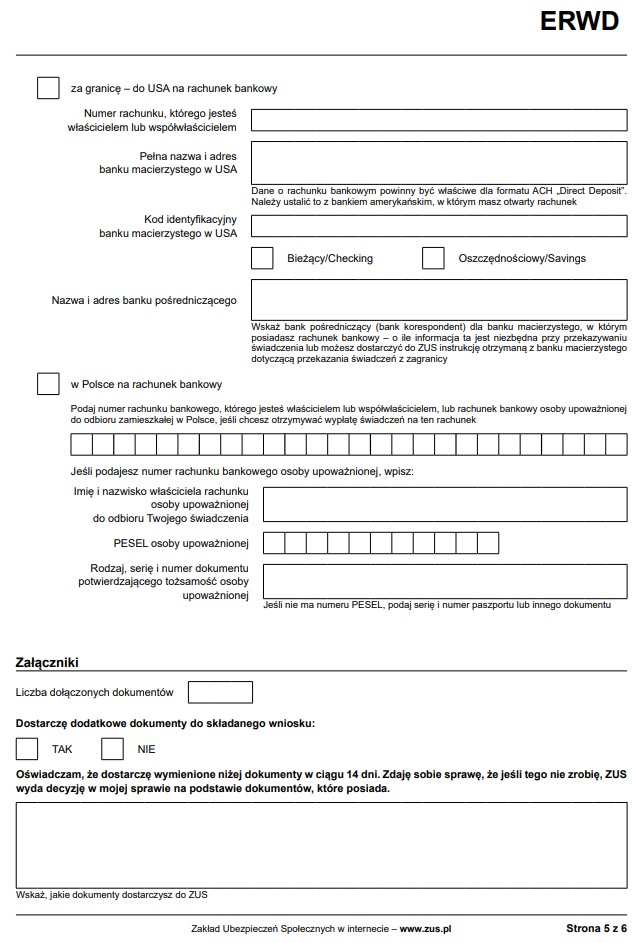 ERWD
za granicę – do USA na rachunek bankowy
Numer rachunku, którego jesteś
właścicielem lub współwłaścicielem
Pełna nazwa i adres
banku macierzystego w USA
Dane o rachunku bankowym powinny być właściwe dla formatu ACH „Direct Deposit”.
Należy ustalić to z bankiem amerykańskim, w którym masz otwarty rachunek
Kod identyfikacyjny
banku macierzystego w USA
Bieżący/Checking
Oszczędnościowy/Savings
Nazwa i adres banku pośredniczącego
Wskaż bank pośredniczący (bank korespondent) dla banku macierzystego, w którym
posiadasz rachunek bankowy – o ile informacja ta jest niezbędna przy przekazywaniu
świadczenia lub możesz dostarczyć do ZUS instrukcję otrzymaną z banku macierzystego
dotyczącą przekazania świadczeń z zagranicy
w Polsce na rachunek bankowy
Podaj numer rachunku bankowego, którego jesteś właścicielem lub współwłaścicielem, lub rachunek bankowy osoby upoważnionej
do odbioru zamieszkałej w Polsce, jeśli chcesz otrzymywać wypłatę świadczeń na ten rachunek
Jeśli podajesz numer rachunku bankowego osoby upoważnionej, wpisz:
Imię i nazwisko właściciela rachunku
osoby upoważnionej
do odbioru Twojego świadczenia
PESEL osoby upoważnionej
Rodzaj, serię i numer dokumentu
potwierdzającego tożsamość osoby
upoważnionej
Jeśli nie ma numeru PESEL, podaj serię i numer paszportu lub innego dokumentu
Załączniki
Liczba dołączonych dokumentów
Dostarczę dodatkowe dokumenty do składanego wniosku:
TAK
NIE
Oświadczam, że dostarczę wymienione niżej dokumenty w ciągu 14 dni. Zdaję sobie sprawę, że jeśli tego nie zrobię, ZUS
wyda decyzję w mojej sprawie na podstawie dokumentów, które posiada.
Wskaż, jakie dokumenty dostarczysz do ZUS
Zakład Ubezpieczeń Społecznych w internecie – www.zus.pl
Strona 5 z 6